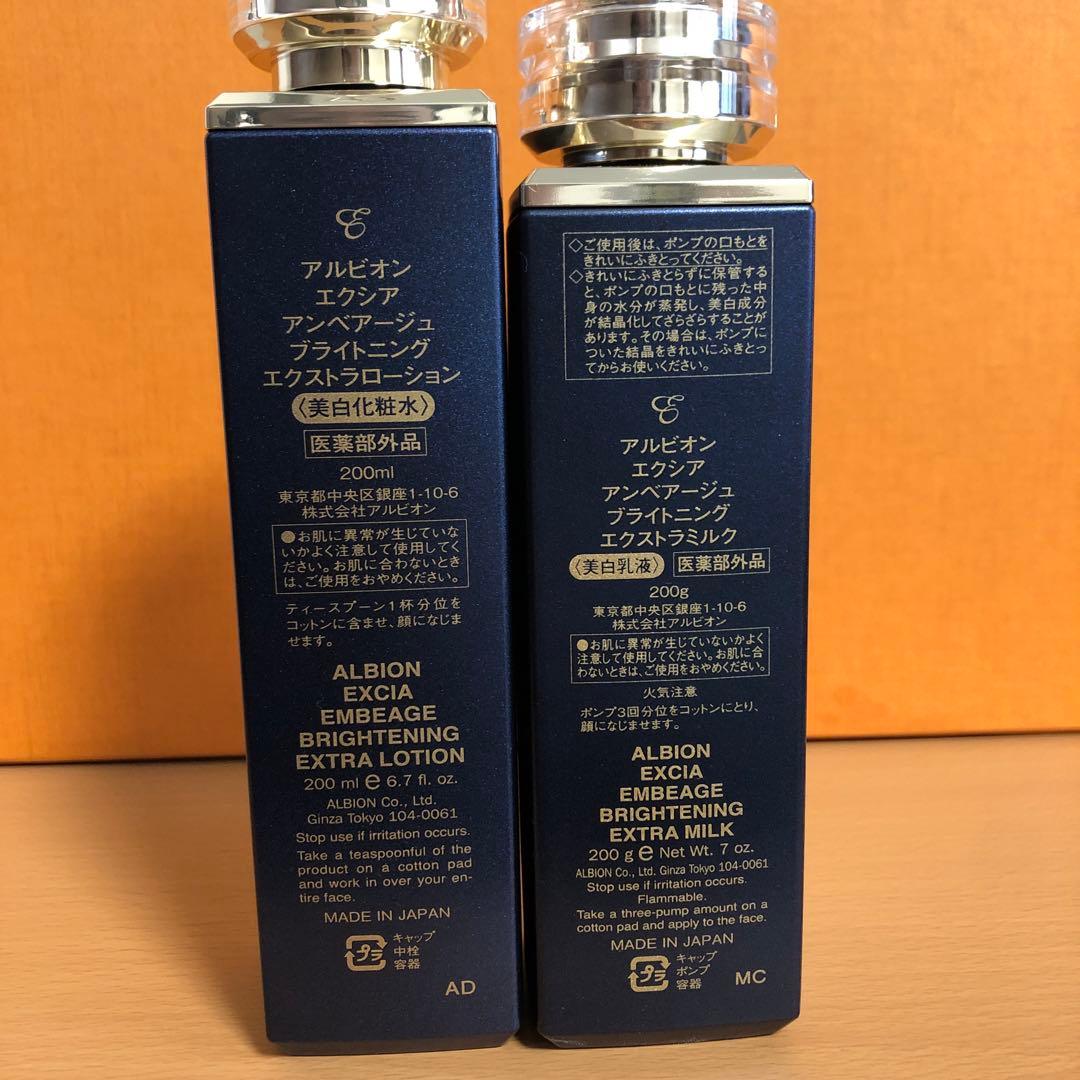 アルビオン
エクシア
アンベアージュ
ブライトニング
エクストラローション
〈美白化粧水〉
医薬部外品
200ml
東京都中央区銀座1-10-6
株式会社アルビオン
●お肌に異常が生じていな
いかよく注意して使用してく
ださい。お肌に合わないとき
は、ご使用をおやめください。
ティースプーン1杯分位を
コットンに含ませ、顔になじま
せます。
ALBION
EXCIA
EMBEAGE
BRIGHTENING
EXTRA LOTION
200 ml e 6.7 fl. oz.
ALBION Co., Ltd.
Ginza Tokyo 104-0061
Stop use if irritation occurs.
Take a teaspoonful of the
product on a cotton pad
and work in over your en-
tire face.
MADE IN JAPAN
プラ
キャップ
中栓
容器
AD
◇ご使用後は、ポンプの口もとを
きれいにふきとってください。
◇きれいにふきとらずに保管する
と、ポンプの口もとに残った中
身の水分が蒸発し、美白成分
が結晶化してざらざらすることが
あります。その場合は、ポンプに
ついた結晶をきれいにふきとっ
てからお使いください。
アルビオン
エクシア
アンベアージュ
ブライトニング
エクストラミルク
〈美白乳液〉 医薬部外品
200g
東京都中央区銀座1-10-6
株式会社アルビオン
●お肌に異常が生じていないかよく
注意して使用してください。お肌に合
わないときは、ご使用をおやめください。
火気注意
ポンプ3回分位をコットンにとり、
顔になじませます。
ALBION
EXCIA
EMBEAGE
BRIGHTENING
EXTRA MILK
200 g e Net Wt. 7 oz.
ALBION Co., Ltd. Ginza Tokyo 104-0061
Stop use if irritation occurs.
Flammable.
Take a three-pump amount on a
cotton pad and apply to the face.
MADE IN JAPAN
プラ
キャップ
ポンプ
容器
MC